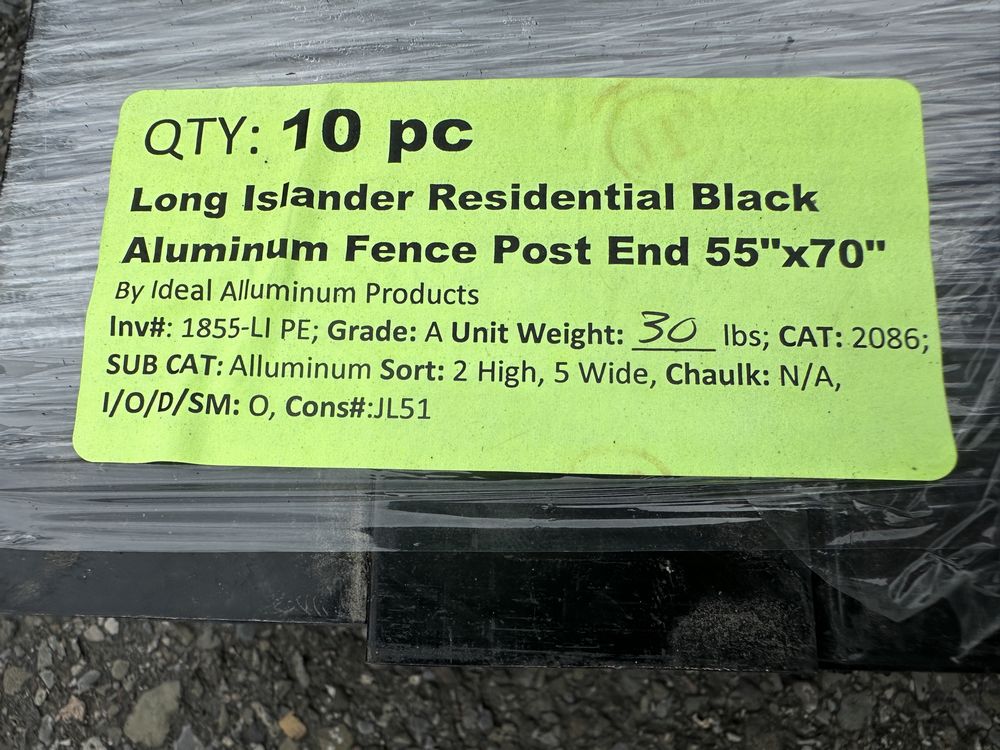 QTY: 10 pc
Long Islander Residential Black
Aluminum Fence Post End 55"x70"
By Ideal Alluminum Products
Inv#: 1855-LI PE; Grade: A Unit Weight: 30 lbs; CAT: 2086;
SUB CAT: Alluminum Sort: 2 High, 5 Wide, Chaulk: N/A,
I/O/D/SM: O, Cons#:JL51